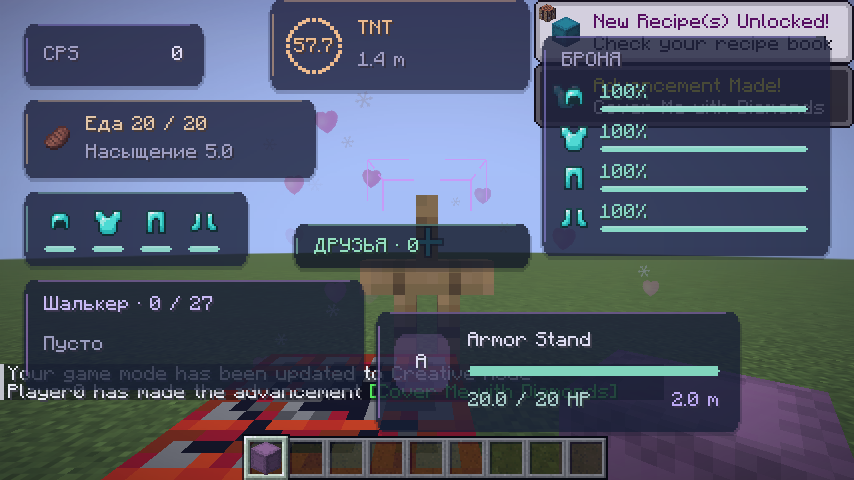 CPS 0
57.7
TNT
1.4 m
New Recipe(s) Unlocked!
Check your recipe book
БРОНЯ
Advancement Made!
Cover Me with Diamonds
100%
100%
100%
100%
Еда 20 / 20
Насыщение 5.0
ДРУЗЬЯ · 0
Шалькер · 0 / 27
Пусто
Armor Stand
A
20.0 / 20 HP 2.0 m
Your game mode has been updated to Creative Mode
Player0 has made the advancement [Cover Me with Diamonds]